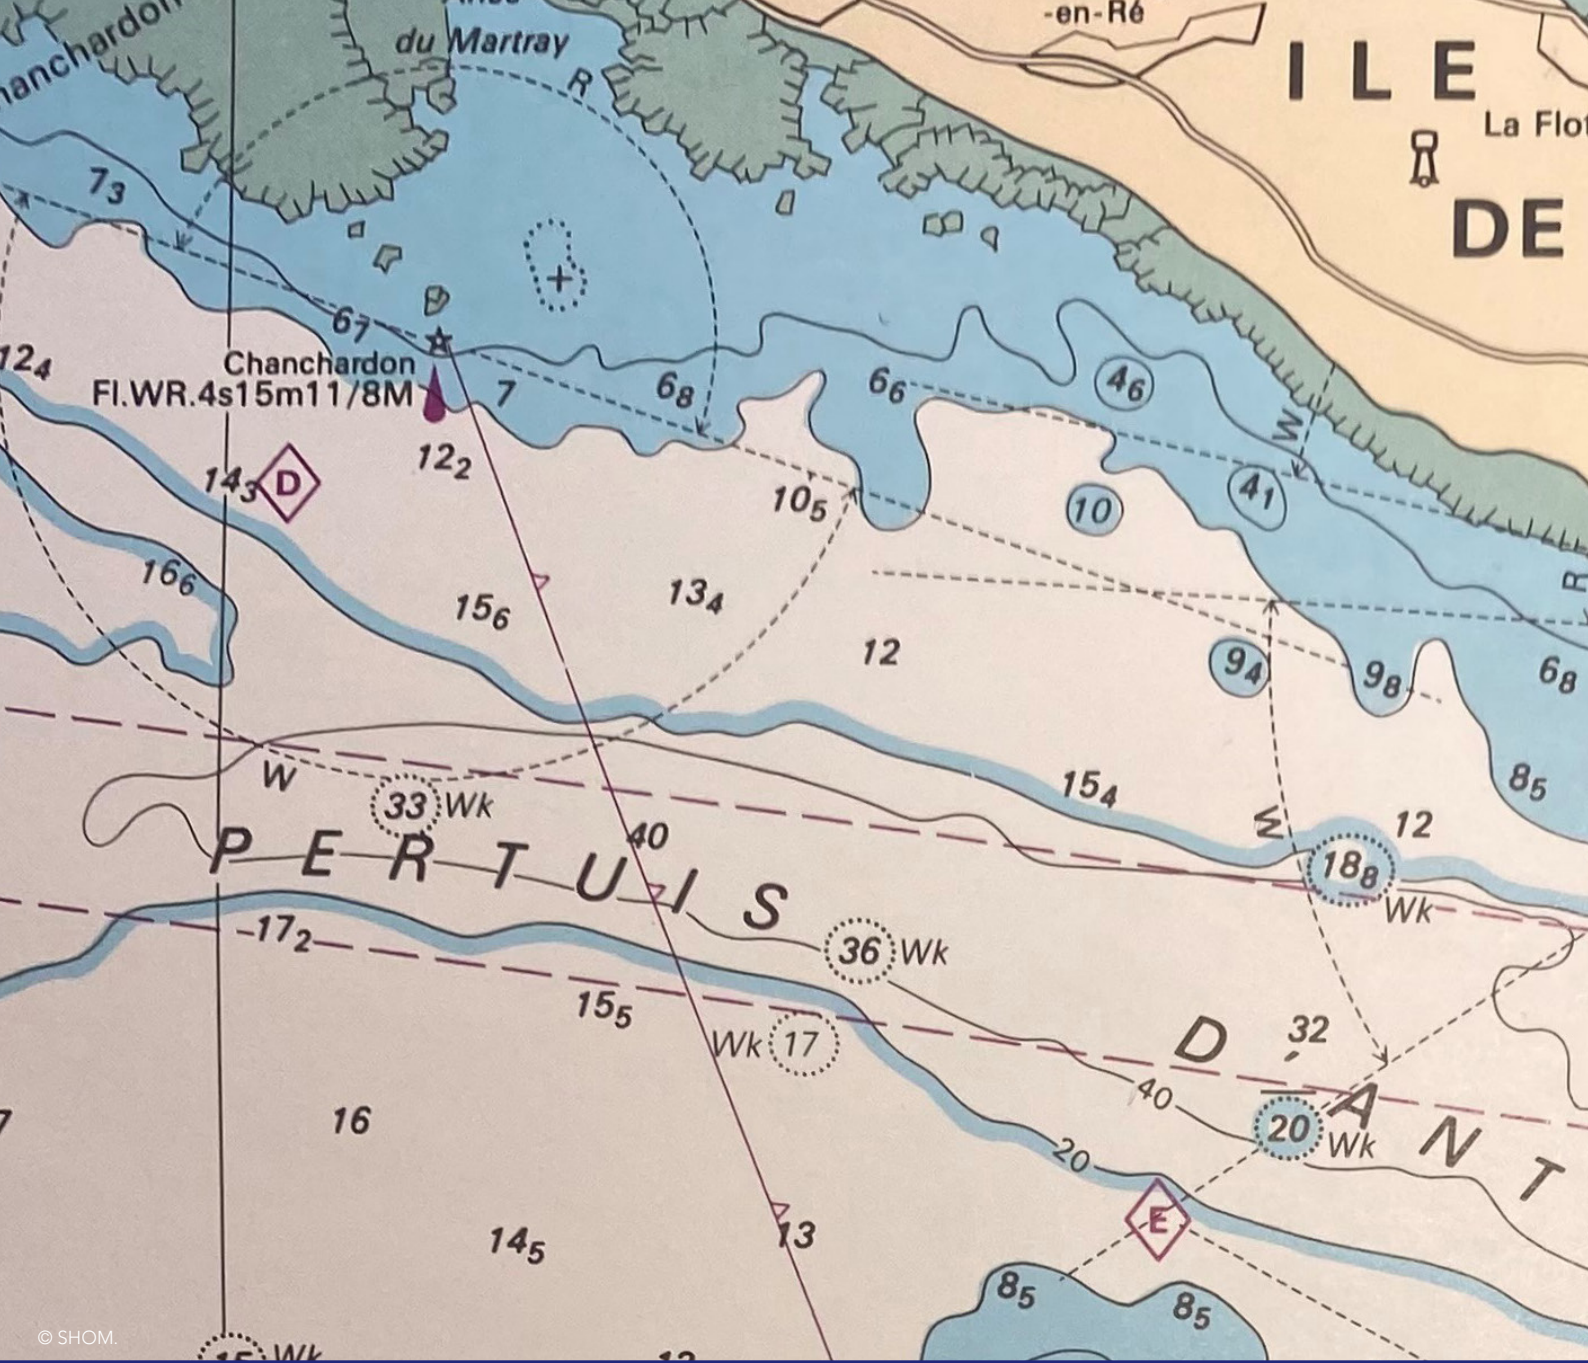 -en-Ré
du Martray
R
ILE
La Flo
DE
7₃
6₇
12₄
Chanchardon
Fl.WR.4s15m11/8M
7
6₈
6₆
4₆
W
12₂
14₃
D
10₅
10
4₁
16₆
15₆
13₄
12
R
9₄
9₈
6₈
8₅
W
33 Wk
15₄
W
12
40
18₈
Wk
PERTUIS
17₂
36 Wk
15₅
Wk 17
D'ANT
32
40
20
Wk
16
20
E
14₅
13
8₅
8₅
Wk
© SHOM.